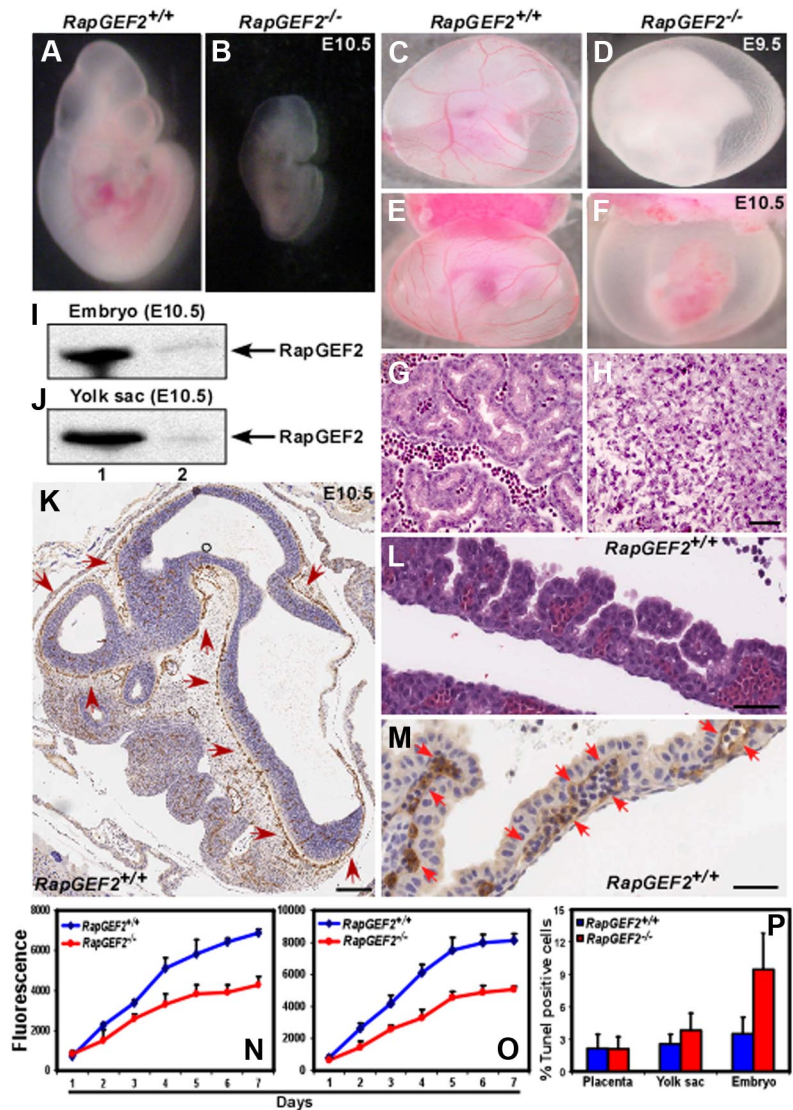 RapGEF2+/+ RapGEF2-/- RapGEF2+/+ RapGEF2-/-
A B E10.5 C D E9.5
E F E10.5
I Embryo (E10.5)
RapGEF2
J Yolk sac (E10.5)
RapGEF2
1 2
G H
K E10.5
RapGEF2+/+
L RapGEF2+/+
M
RapGEF2+/+
8000
6000
4000
2000
0
Fluorescence
RapGEF2+/+
RapGEF2-/-
N
1 2 3 4 5 6 7
10000
8000
6000
4000
2000
0
RapGEF2+/+
RapGEF2-/-
O
1 2 3 4 5 6 7
Days
15
12
9
6
3
0
% Tunel positive cells
RapGEF2+/+
RapGEF2-/-
P
Placenta Yolk sac Embryo